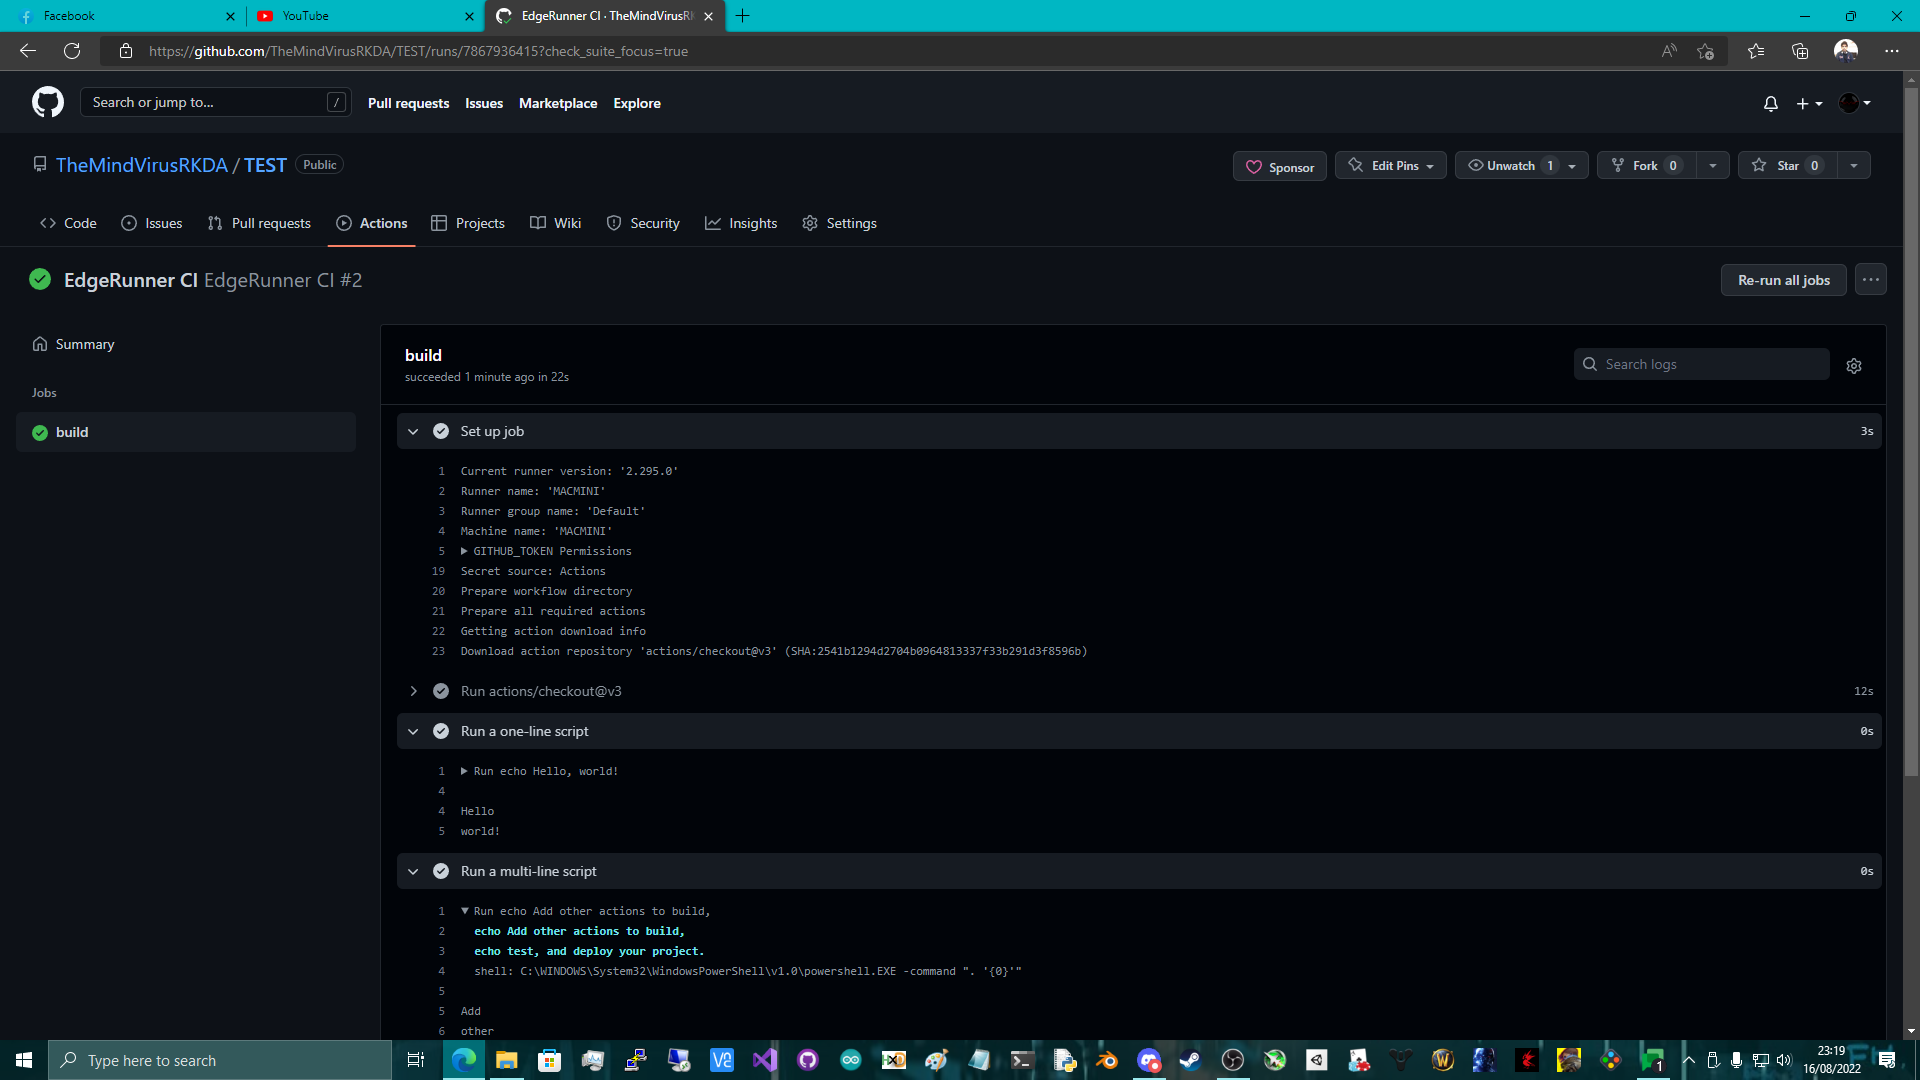 Facebook
YouTube
EdgeRunner CI · TheMindVirusRK
https://github.com/TheMindVirusRKDA/TEST/runs/7867936415?check_suite_focus=true
Search or jump to...
/
Pull requests
Issues
Marketplace
Explore
TheMindVirusRKDA / TEST
Public
Sponsor
Edit Pins
Unwatch 1
Fork 0
Star 0
Code
Issues
Pull requests
Actions
Projects
Wiki
Security
Insights
Settings
EdgeRunner CI EdgeRunner CI #2
Re-run all jobs
Summary
Jobs
build
build
succeeded 1 minute ago in 22s
Search logs
Set up job
3s
1 Current runner version: '2.295.0'
2 Runner name: 'MACMINI'
3 Runner group name: 'Default'
4 Machine name: 'MACMINI'
5 GITHUB_TOKEN Permissions
19 Secret source: Actions
20 Prepare workflow directory
21 Prepare all required actions
22 Getting action download info
23 Download action repository 'actions/checkout@v3' (SHA:2541b1294d2704b0964813337f33b291d3f8596b)
Run actions/checkout@v3
12s
Run a one-line script
0s
1 Run echo Hello, world!
4
4 Hello
5 world!
Run a multi-line script
0s
1 Run echo Add other actions to build,
2 echo Add other actions to build,
3 echo test, and deploy your project.
4 shell: C:\WINDOWS\System32\WindowsPowerShell\v1.0\powershell.EXE -command ". '{0}'"
5
5 Add
6 other
Type here to search
23:19
16/08/2022